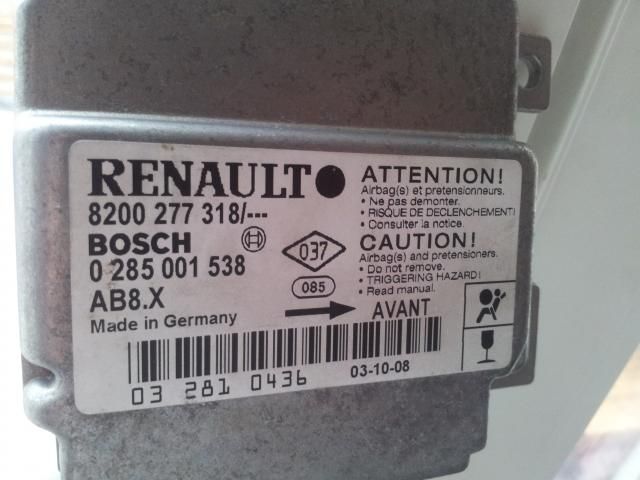 RENAULT
8200 277 318/---
BOSCH
0 285 001 538
AB8.X
Made in Germany
037
085
AVANT
ATTENTION!
Airbag(s) et pretensionneurs.
• Ne pas demonter.
• RISQUE DE DECLENCHEMENT!
• Consulter la notice.
CAUTION!
Airbag(s) and pretensioners.
• Do not remove.
• TRIGGERING HAZARD!
• Read manual.
03 281 0436
03-10-08